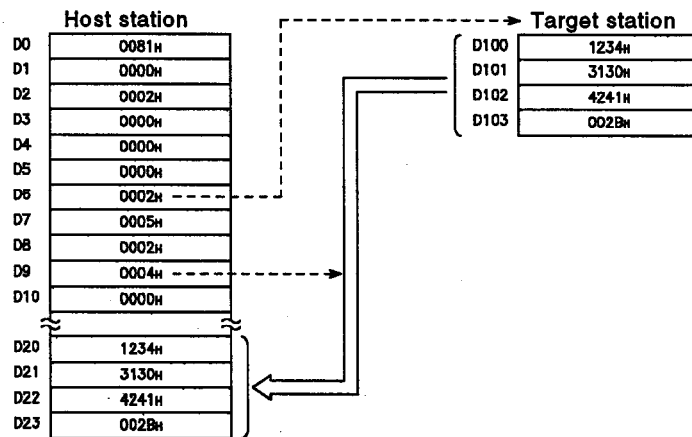 Host station
D0 0081H
D1 0000H
D2 0002H
D3 0000H
D4 0000H
D5 0000H
D6 0002H
D7 0005H
D8 0002H
D9 0004H
D10 0000H
D20 1234H
D21 3130H
D22 4241H
D23 002BH
Target station
D100 1234H
D101 3130H
D102 4241H
D103 002BH